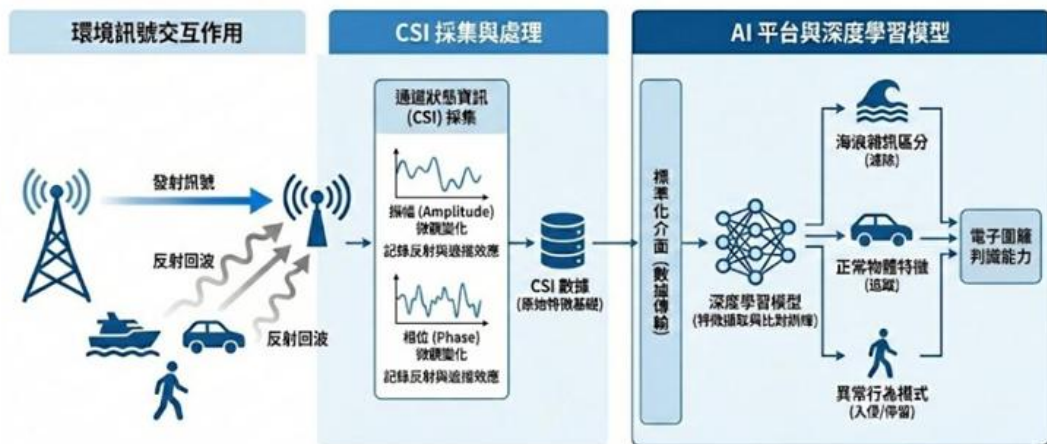 環境訊號交互作用
發射訊號
反射回波
反射回波
CSI 採集與處理
通道狀態資訊
(CSI) 採集
振幅 (Amplitude)
微觀變化
記錄反射與遮擋效應
相位 (Phase)
微觀變化
記錄反射與遮擋效應
CSI 數據
(原始特徵基礎)
AI 平台與深度學習模型
標準化介面 (數據傳輸)
深度學習模型
(特徵擷取與比對訓練)
海浪雜訊區分
(濾除)
正常物體特徵
(追蹤)
異常行為模式
(入侵/停留)
電子圍籬
判識能力